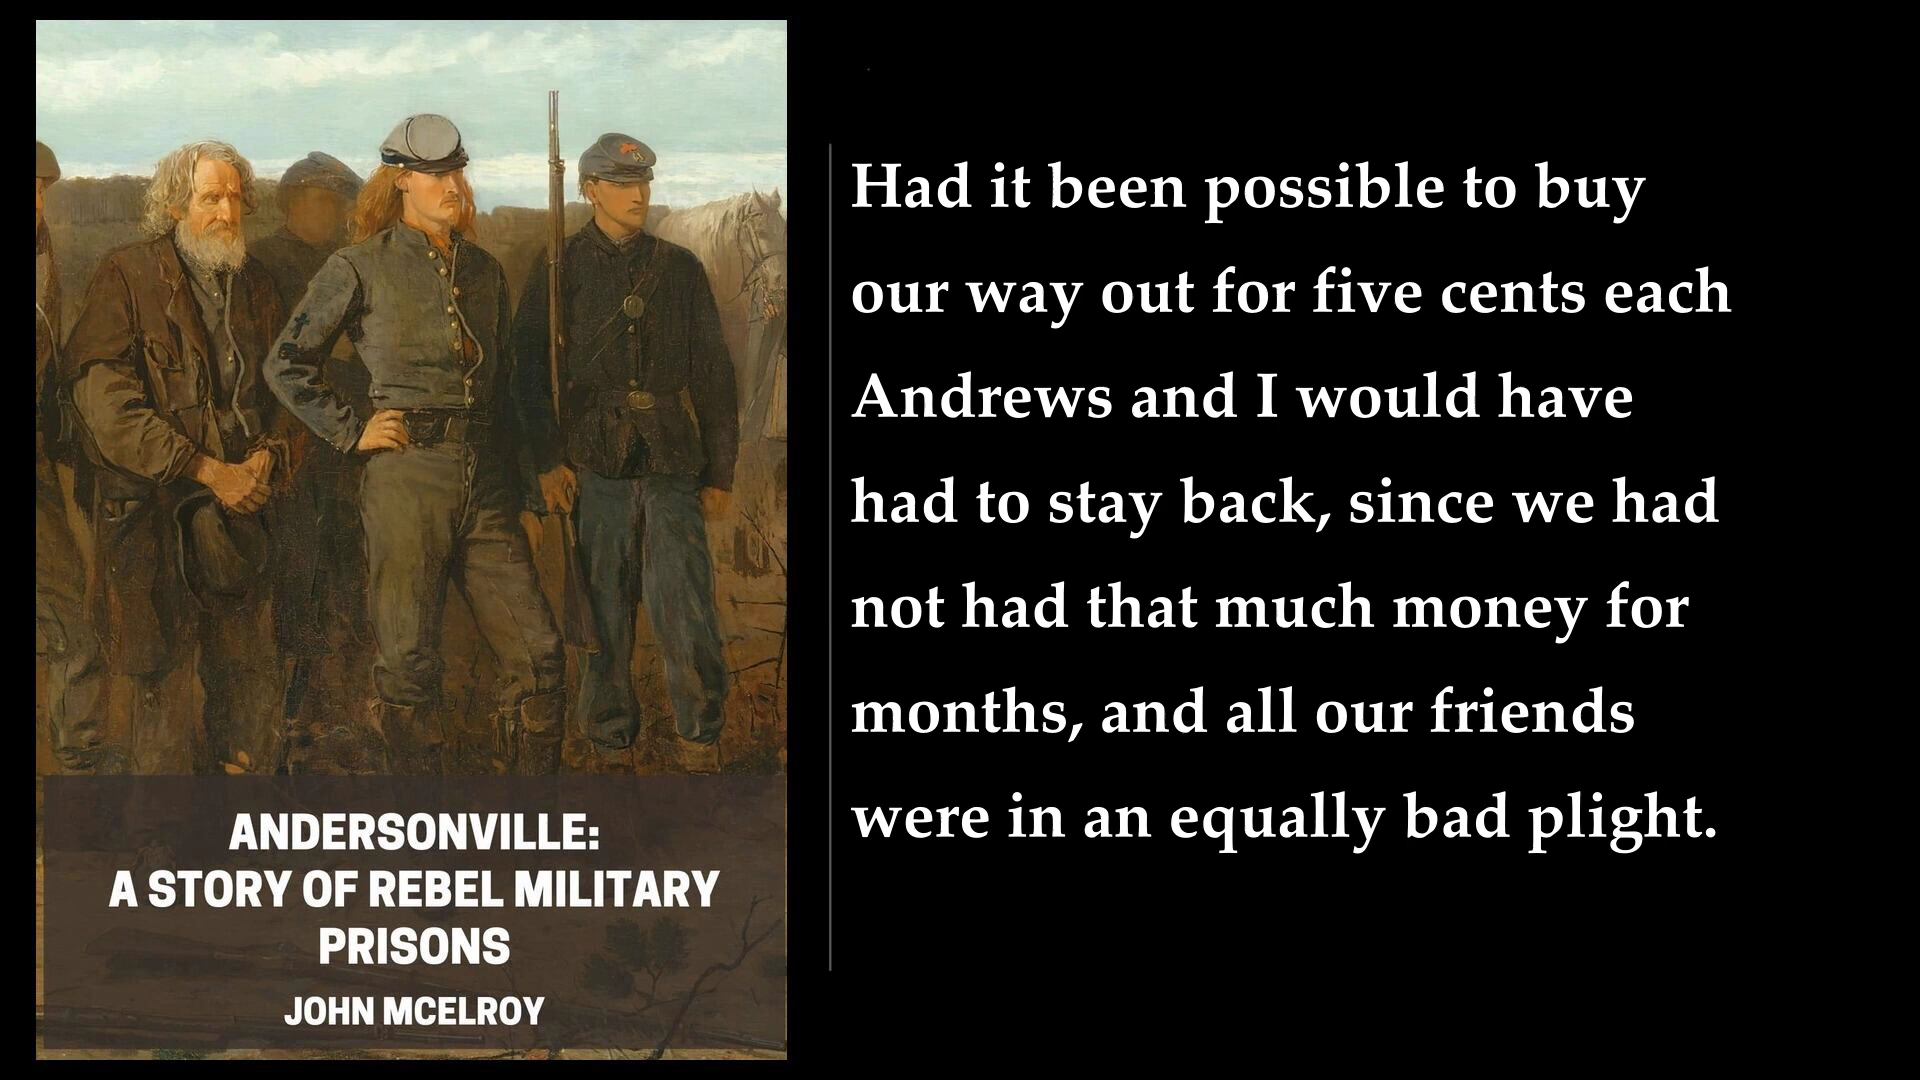 Had it been possible to buy
our way out for five cents each
Andrews and I would have
had to stay back, since we had
not had that much money for
months, and all our friends
were in an equally bad plight.
ANDERSONVILLE:
A STORY OF REBEL MILITARY
PRISONS
JOHN MCELROY